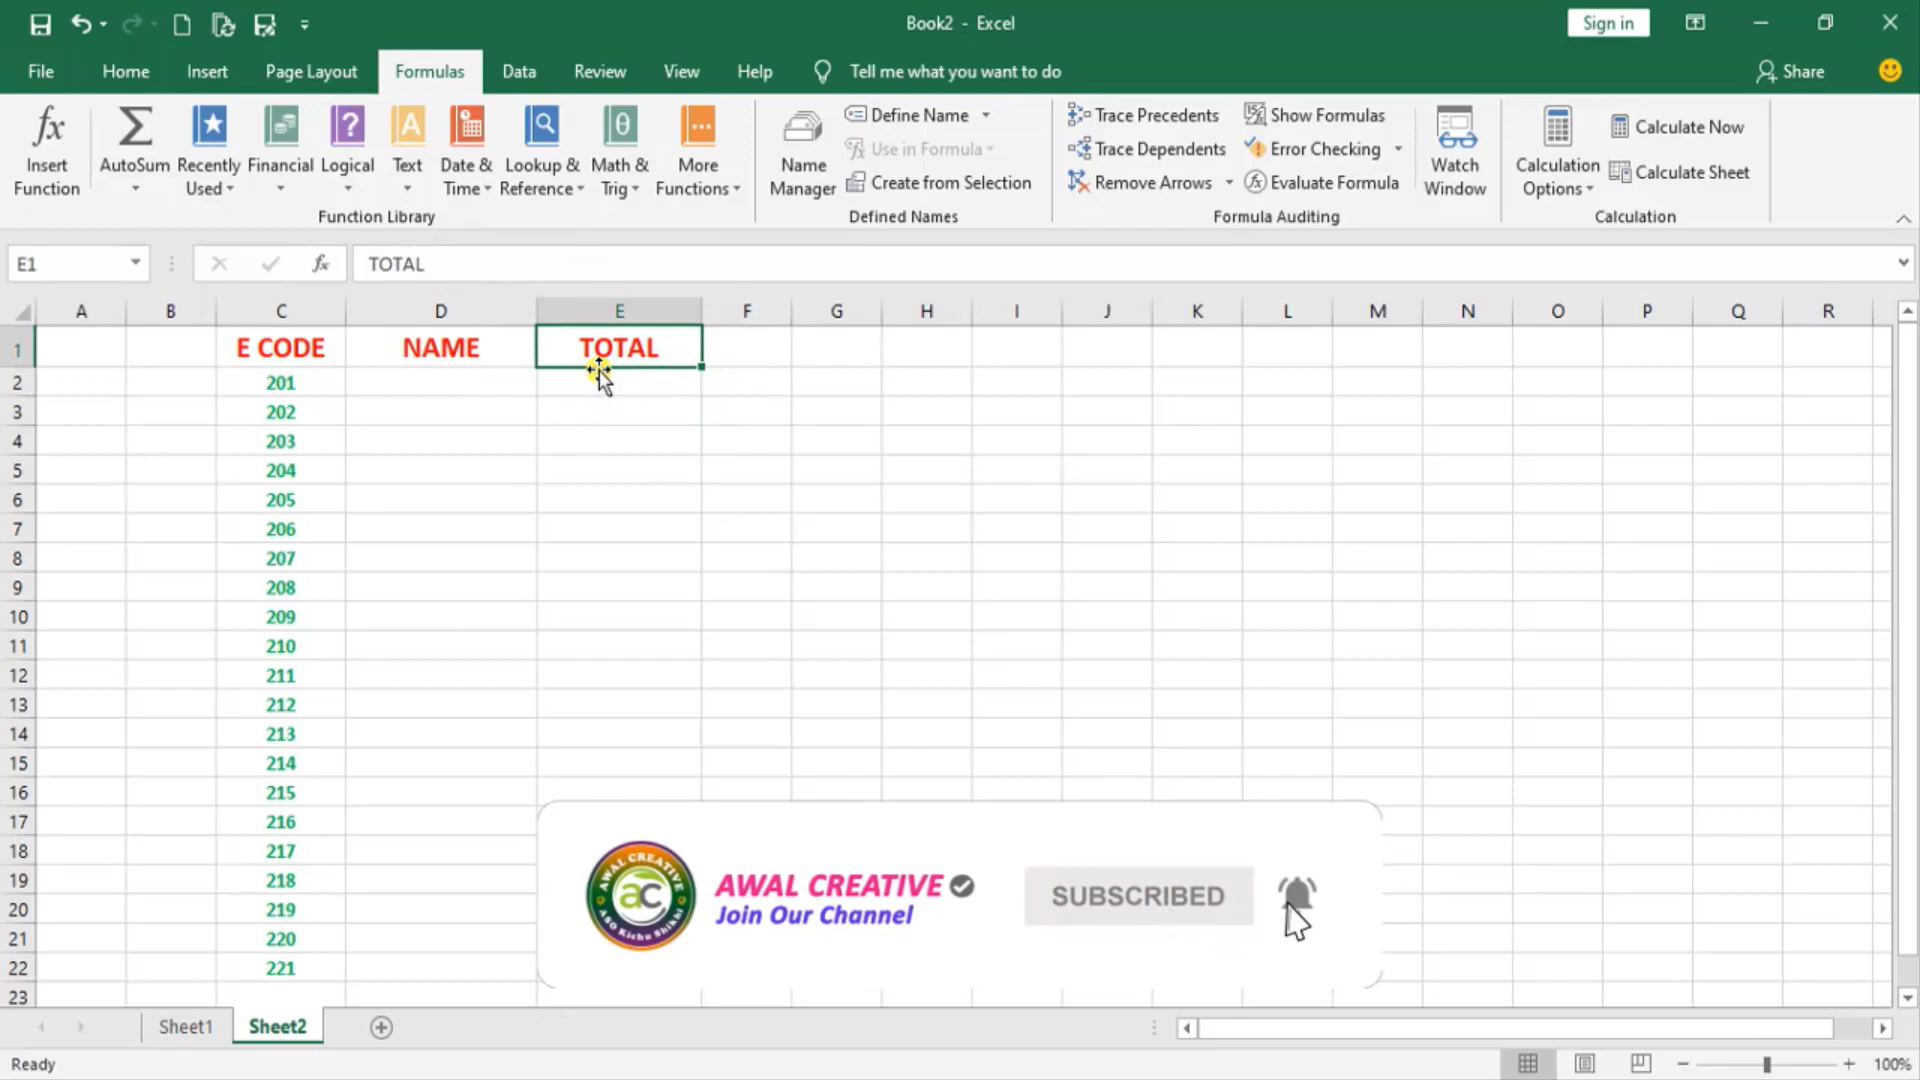 Book2 - Excel
Sign in
File Home Insert Page Layout Formulas Data Review View Help Tell me what you want to do Share
Insert Function
AutoSum
Recently Used
Financial
Logical
Text
Date & Time
Lookup & Reference
Math & Trig
More Functions
Function Library
Name Manager
Define Name
Use in Formula
Create from Selection
Defined Names
Trace Precedents
Trace Dependents
Remove Arrows
Show Formulas
Error Checking
Evaluate Formula
Formula Auditing
Watch Window
Calculation Options
Calculate Now
Calculate Sheet
Calculation
E1 fx TOTAL
A B C D E F G H I J K L M N O P Q R
1 E CODE NAME TOTAL
2 201
3 202
4 203
5 204
6 205
7 206
8 207
9 208
10 209
11 210
12 211
13 212
14 213
15 214
16 215
17 216
18 217
19 218
20 219
21 220
22 221
23
AWAL CREATIVE
ac
ASO Kichu Shikhi
AWAL CREATIVE
Join Our Channel
SUBSCRIBED
Sheet1 Sheet2
Ready
100%